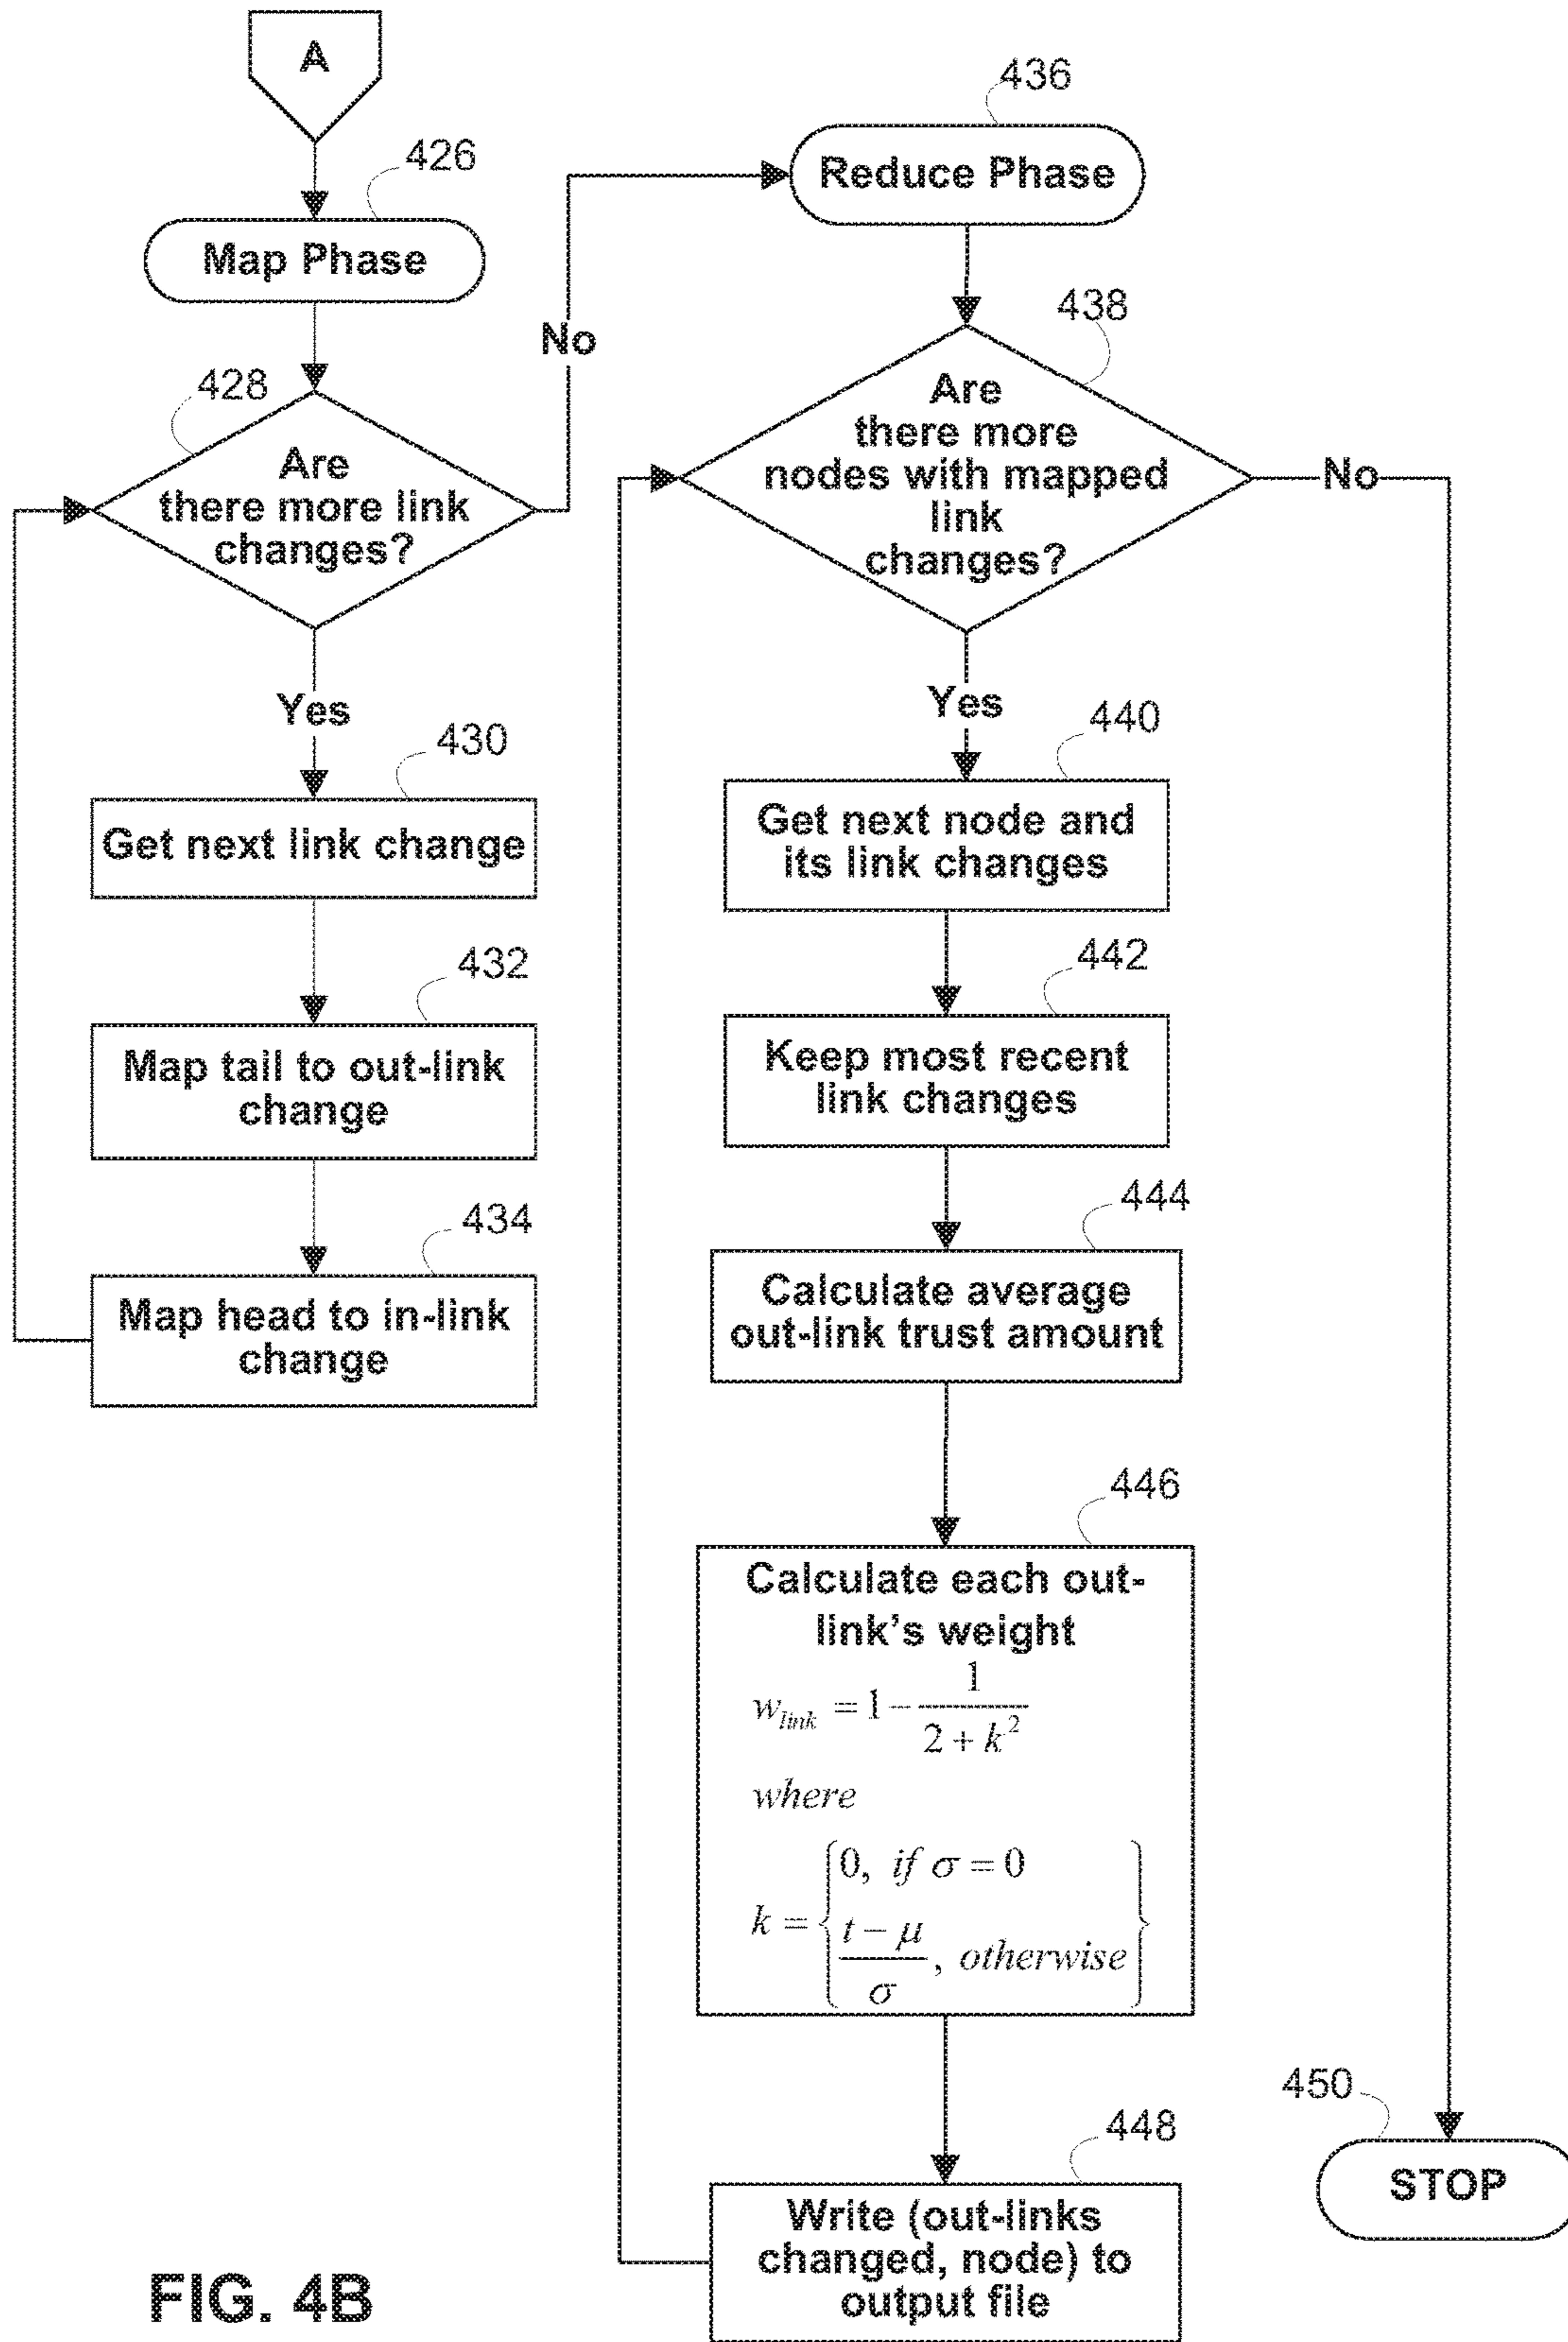 A
426
Map Phase
428
Are
there more link
changes?
No
Yes
430
Get next link change
432
Map tail to out-link
change
434
Map head to in-link
change
436
Reduce Phase
438
Are
there more
nodes with mapped
link
changes?
No
Yes
440
Get next node and
its link changes
442
Keep most recent
link changes
444
Calculate average
out-link trust amount
446
Calculate each out-
link's weight
w_link = 1 - 1 / (2 + k^2)
where
k = { 0, if σ = 0
(t - μ) / σ, otherwise }
448
Write (out-links
changed, node) to
output file
450
STOP
FIG. 4B